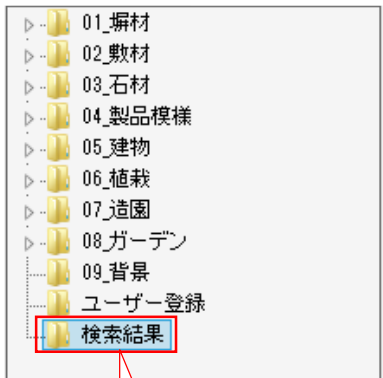 01_塀材
02_敷材
03_石材
04_製品模様
05_建物
06_植栽
07_造園
08_ガーデン
09_背景
ユーザー登録
検索結果